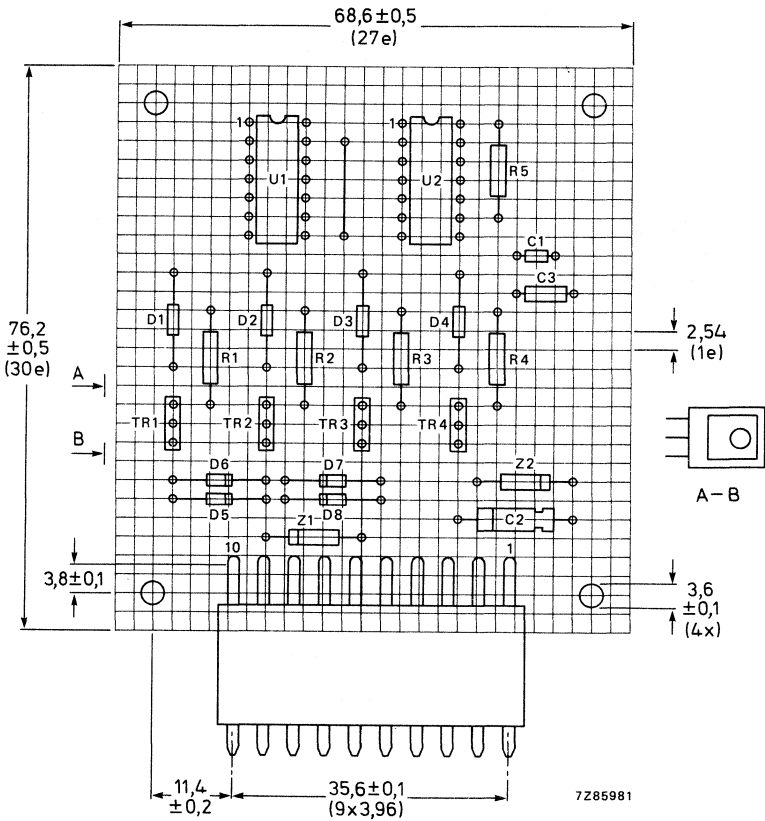 68,6±0,5
(27e)
1
U1
1
U2
R5
C1
C3
76,2
±0,5
(30e)
D1
D2
D3
D4
2,54
(1e)
R1
R2
R3
R4
A
TR1
TR2
TR3
TR4
B
A-B
D6
D7
Z2
D5
D8
Z1
C2
10
1
3,8±0,1
3,6
±0,1
(4x)
11,4
±0,2
35,6±0,1
(9x3,96)
7Z85981